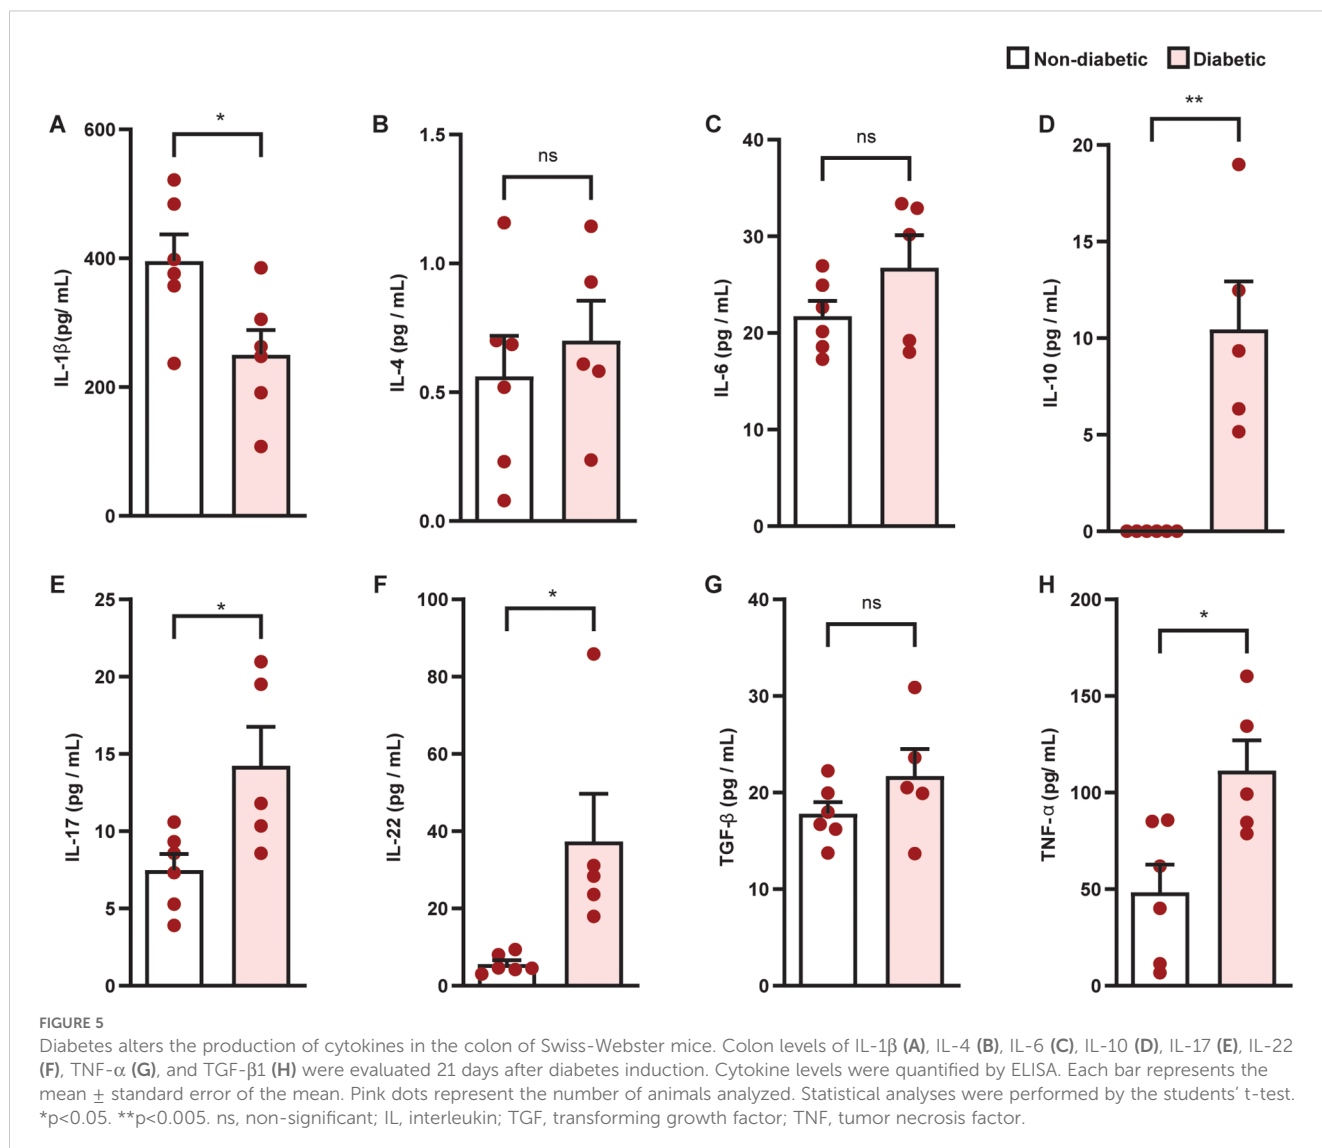 Non-diabetic Diabetic
A
600
400
200
0
IL-1β(pg/ mL)
*
B
1.5
1.0
0.5
0.0
IL-4 (pg / mL)
ns
C
40
30
20
10
0
IL-6 (pg / mL)
ns
D
20
15
10
5
0
IL-10 (pg / mL)
**
E
25
20
15
10
5
0
IL-17 (pg / mL)
*
F
100
80
60
40
20
0
IL-22 (pg / mL)
*
G
40
30
20
10
0
TGF-β (pg / mL)
ns
H
200
150
100
50
0
TNF-α (pg/ mL)
*
FIGURE 5
Diabetes alters the production of cytokines in the colon of Swiss-Webster mice. Colon levels of IL-1β (A), IL-4 (B), IL-6 (C), IL-10 (D), IL-17 (E), IL-22
(F), TNF-α (G), and TGF-β1 (H) were evaluated 21 days after diabetes induction. Cytokine levels were quantified by ELISA. Each bar represents the
mean ± standard error of the mean. Pink dots represent the number of animals analyzed. Statistical analyses were performed by the students’ t-test.
*p<0.05. **p<0.005. ns, non-significant; IL, interleukin; TGF, transforming growth factor; TNF, tumor necrosis factor.